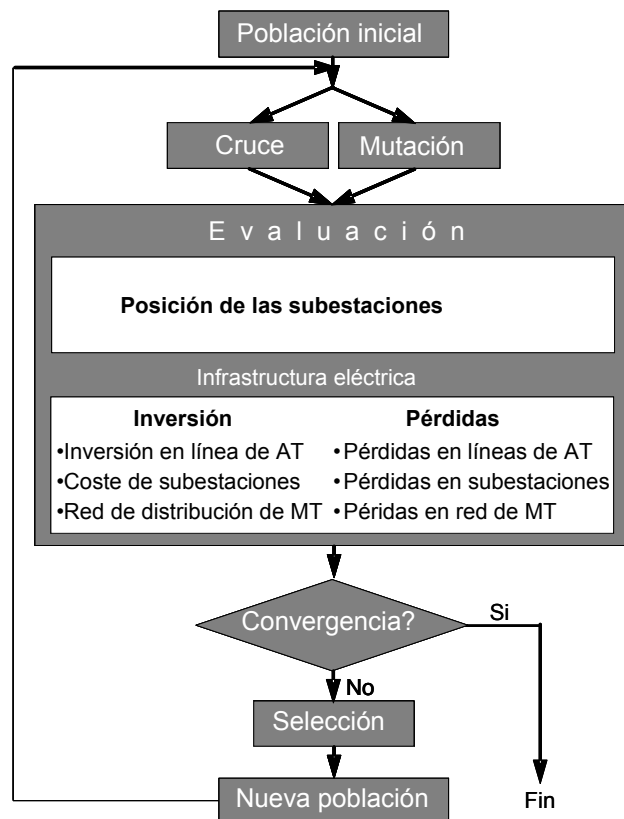 Población inicial
Cruce
Mutación
Evaluación
Posición de las subestaciones
Infrastructura eléctrica
Inversión
•Inversión en línea de AT
•Coste de subestaciones
•Red de distribución de MT
Pérdidas
•Pérdidas en líneas de AT
•Pérdidas en subestaciones
•Péridas en red de MT
Convergencia?
Si
No
Selección
Nueva población
Fin